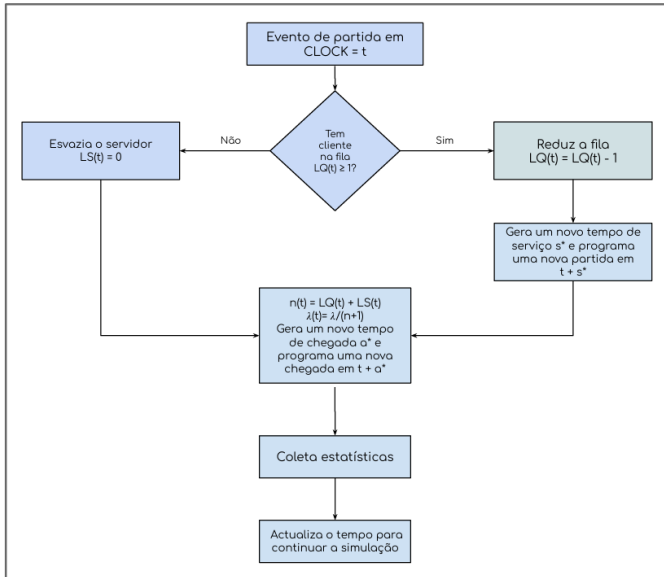 Evento de partida em
CLOCK = t
Esvazia o servidor
LS(t) = 0
Não
Tem
cliente
na fila
LQ(t) ≥ 1?
Sim
Reduz a fila
LQ(t) = LQ(t) - 1
Gera um novo tempo de
serviço s* e programa
uma nova partida em
t + s*
n(t) = LQ(t) + LS(t)
λ(t)= λ/(n+1)
Gera um novo tempo
de chegada a* e
programa uma nova
chegada em t + a*
Coleta estatísticas
Actualiza o tempo para
continuar a simulação